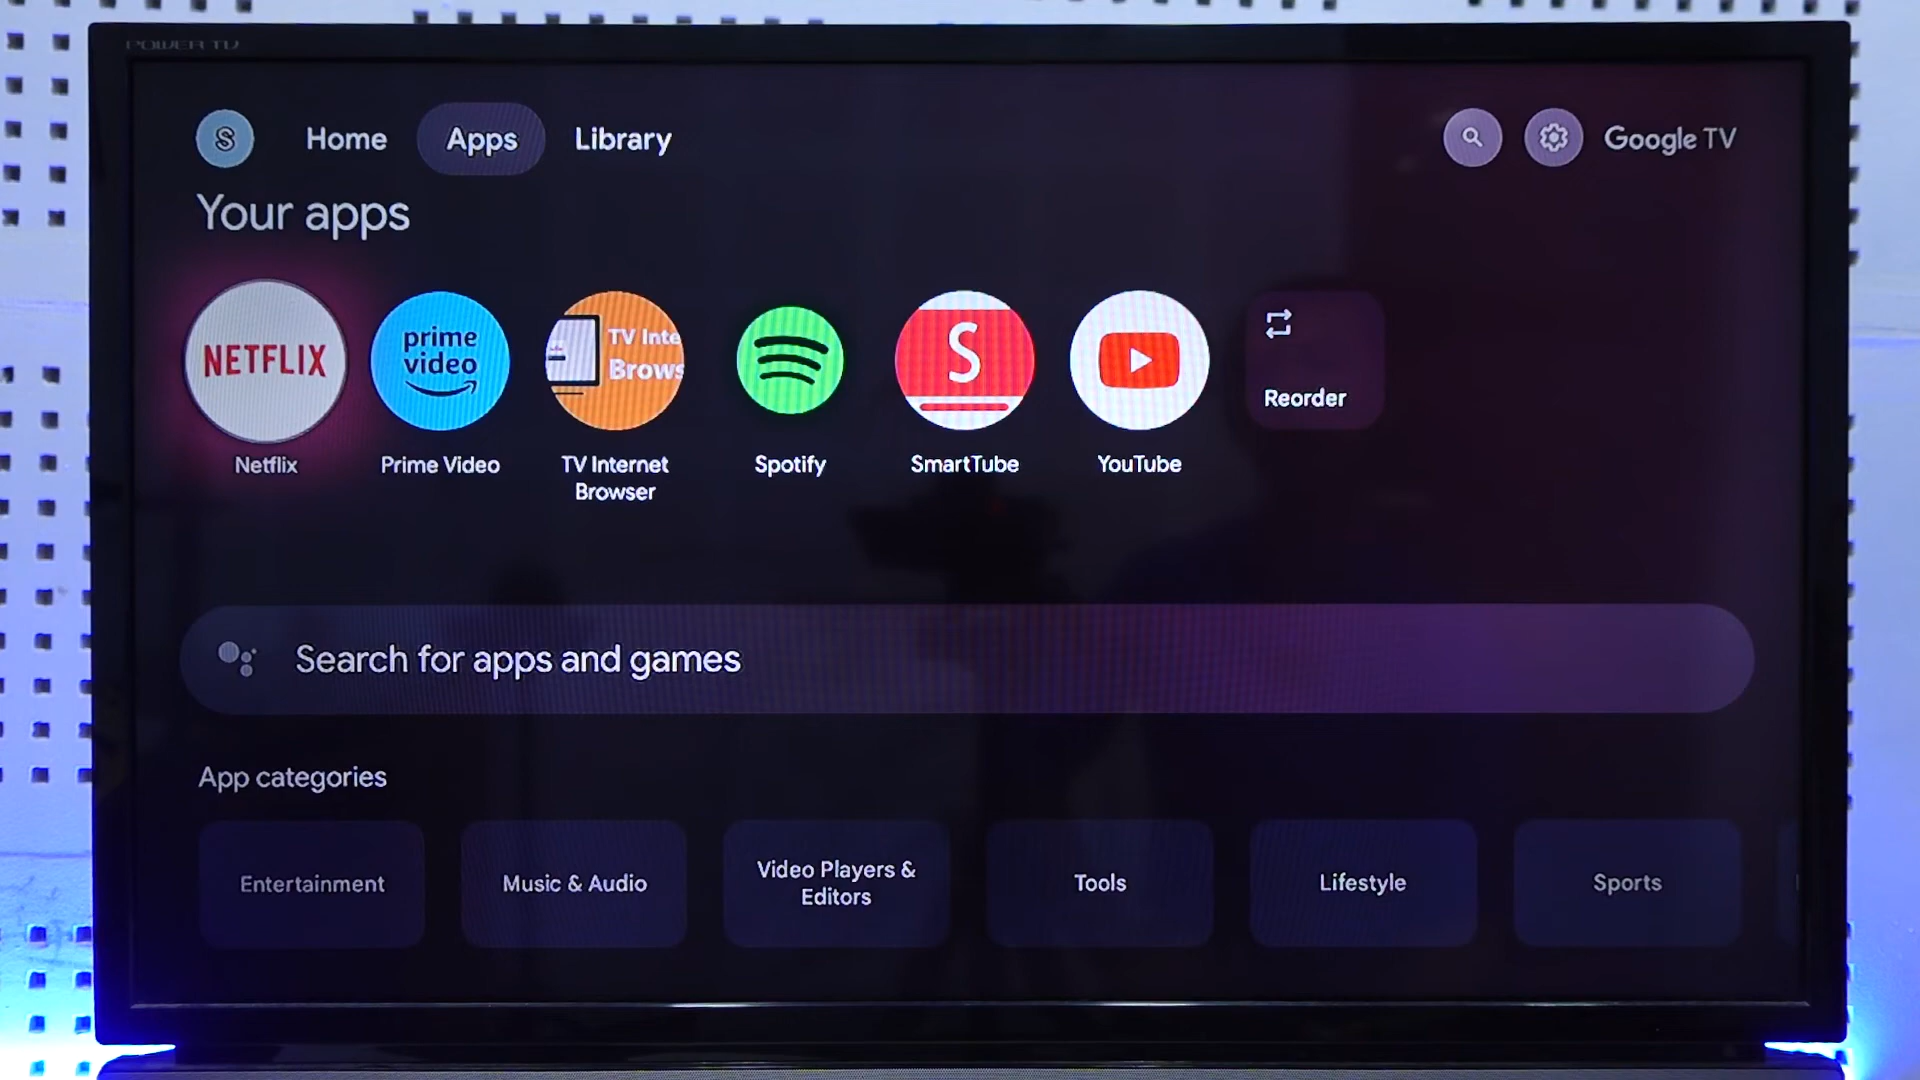 POWER TV
S Home Apps Library Google TV
Your apps
NETFLIX
prime
video
TV Inte
Brows
S
Reorder
Netflix Prime Video TV Internet Spotify SmartTube YouTube
Browser
Search for apps and games
App categories
Entertainment Music & Audio Video Players & Tools Lifestyle Sports
Editors